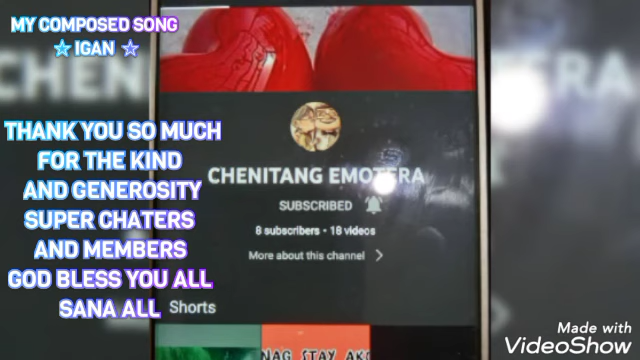 MY COMPOSED SONG
☆ IGAN ☆
THANK YOU SO MUCH
FOR THE KIND
AND GENEROSITY
SUPER CHATERS
AND MEMBERS
GOD BLESS YOU ALL
SANA ALL
CHENITANG EMOTERA
SUBSCRIBED
8 subscribers • 18 videos
More about this channel
Shorts
NAG STAY AKO
Made with
VideoShow